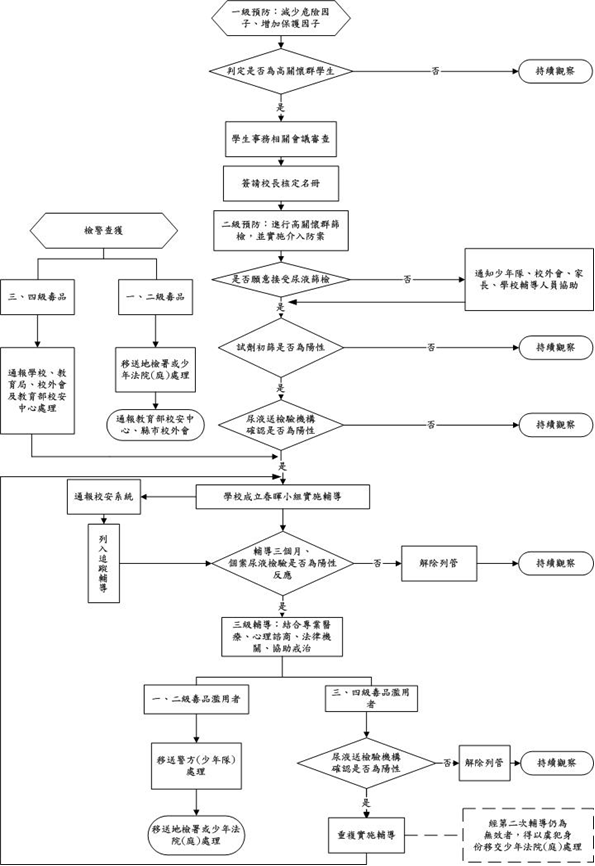 一級預防：減少危險因
子、增加保護因子
判定是否為高關懷群學生
否
持續觀察
是
學生事務相關會議審查
簽請校長核定名冊
二級預防：進行高關懷群篩
檢，並實施介入防案
檢警查獲
三、四級毒品
一、二級毒品
是否願意接受尿液篩檢
否
通知少年隊、校外會、家
長、學校輔導人員協助
是
試劑初篩是否為陽性
否
持續觀察
通報學校、教
育局、校外會
及教育部校安
中心處理
移送地檢署或少
年法院(庭)處理
是
通報教育部校安中
心、縣市校外會
尿液送檢驗機構
確認是否為陽性
否
持續觀察
是
通報校安系統
學校成立春暉小組實施輔導
列入追蹤輔導
輔導三個月、
個案尿液檢驗是否為陽性
反應
否
解除列管
持續觀察
是
三級輔導：結合專業醫
療、心理諮商、法律機
關、協助戒治
一、二級毒品濫用者
三、四級毒品濫用
者
移送警方(少年隊)
處理
尿液送檢驗機構
確認是否為陽性
否
解除列管
持續觀察
是
移送地檢署或少年法
院(庭)處理
重複實施輔導
經第二次輔導仍為
無效者，得以虞犯身
份移交少年法院(庭)處理